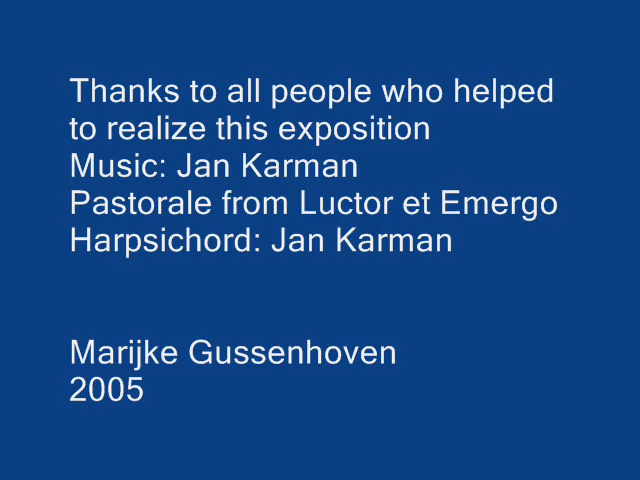 Thanks to all people who helped
to realize this exposition
Music: Jan Karman
Pastorale from Luctor et Emergo
Harpsichord: Jan Karman
Marijke Gussenhoven
2005